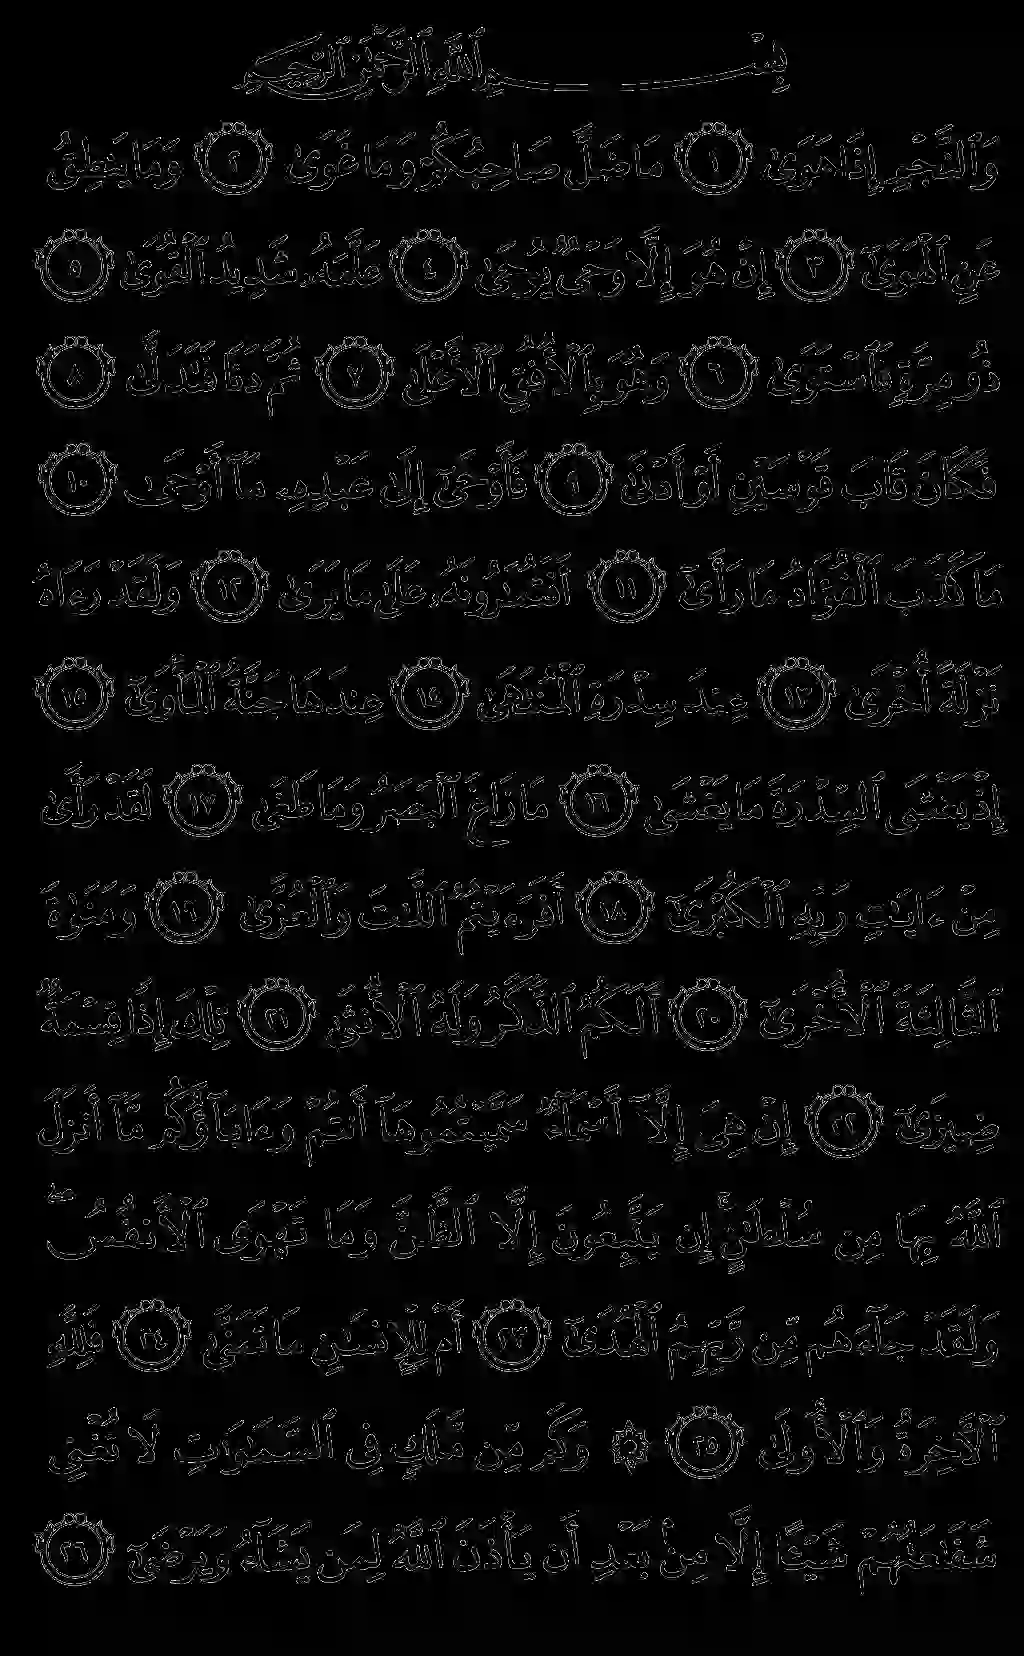 بِسْمِ ٱللَّهِ ٱلرَّحْمَٰنِ ٱلرَّحِيمِ
وَٱلنَّجْمِ إِذَا هَوَىٰ ١ مَا ضَلَّ صَاحِبُكُمْ وَمَا غَوَىٰ ٢ وَمَا يَنطِقُ
عَنِ ٱلْهَوَىٰٓ ٣ إِنْ هُوَ إِلَّا وَحْىٌ يُوحَىٰ ٤ عَلَّمَهُۥ شَدِيدُ ٱلْقُوَىٰ ٥
ذُو مِرَّةٍ فَٱسْتَوَىٰ ٦ وَهُوَ بِٱلْأُفُقِ ٱلْأَعْلَىٰ ٧ ثُمَّ دَنَا فَتَدَلَّىٰ ٨
فَكَانَ قَابَ قَوْسَيْنِ أَوْ أَدْنَىٰ ٩ فَأَوْحَىٰٓ إِلَىٰ عَبْدِهِۦ مَآ أَوْحَىٰ ١٠
مَا كَذَبَ ٱلْفُؤَادُ مَا رَأَىٰٓ ١١ أَفَتُمَٰرُونَهُۥ عَلَىٰ مَا يَرَىٰ ١٢ وَلَقَدْ رَءَاهُ
نَزْلَةً أُخْرَىٰ ١٣ عِندَ سِدْرَةِ ٱلْمُنتَهَىٰ ١٤ عِندَهَا جَنَّةُ ٱلْمَأْوَىٰٓ ١٥
إِذْ يَغْشَى ٱلسِّدْرَةَ مَا يَغْشَىٰ ١٦ مَا زَاغَ ٱلْبَصَرُ وَمَا طَغَىٰ ١٧ لَقَدْ رَأَىٰ
مِنْ ءَايَٰتِ رَبِّهِ ٱلْكُبْرَىٰٓ ١٨ أَفَرَءَيْتُمُ ٱللَّٰتَ وَٱلْعُزَّىٰ ١٩ وَمَنَوٰةَ
ٱلثَّالِثَةَ ٱلْأُخْرَىٰٓ ٢٠ أَلَكُمُ ٱلذَّكَرُ وَلَهُ ٱلْأُنثَىٰ ٢١ تِلْكَ إِذًا قِسْمَةٌ
ضِيزَىٰٓ ٢٢ إِنْ هِىَ إِلَّآ أَسْمَآءٌ سَمَّيْتُمُوهَآ أَنتُمْ وَءَابَآؤُكُم مَّآ أَنزَلَ
ٱللَّهُ بِهَا مِن سُلْطَٰنٍ إِن يَتَّبِعُونَ إِلَّا ٱلظَّنَّ وَمَا تَهْوَى ٱلْأَنفُسُ ۖ
وَلَقَدْ جَآءَهُم مِّن رَّبِّهِمُ ٱلْهُدَىٰٓ ٢٣ أَمْ لِلْإِنسَٰنِ مَا تَمَنَّىٰ ٢٤ فَلِلَّهِ
ٱلْءَاخِرَةُ وَٱلْأُولَىٰ ٢٥ ۞ وَكَم مِّن مَّلَكٍ فِى ٱلسَّمَٰوَٰتِ لَا تُغْنِى
شَفَٰعَتُهُمْ شَيْـًٔا إِلَّا مِنۢ بَعْدِ أَن يَأْذَنَ ٱللَّهُ لِمَن يَشَآءُ وَيَرْضَىٰٓ ٢٦